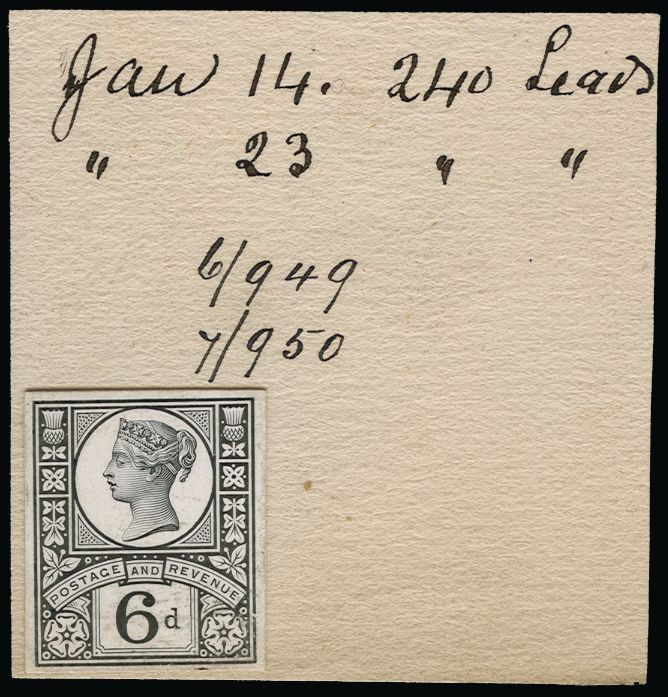 Jan 14. 240 Leads
" 23 " "
6/949
7/950
POSTAGE AND REVENUE
6d